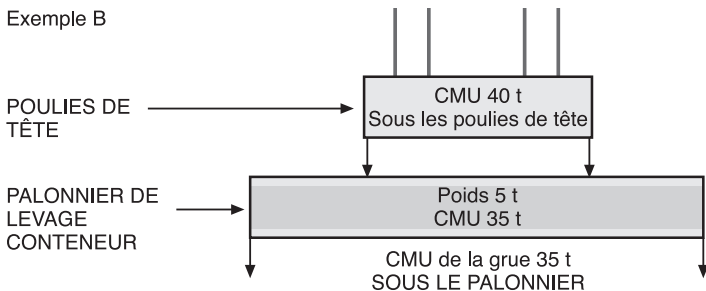 Exemple B
CMU 40 t
Sous les poulies de tête
POULIES DE
TÊTE
Poids 5 t
CMU 35 t
PALONNIER DE
LEVAGE
CONTENEUR
CMU de la grue 35 t
SOUS LE PALONNIER